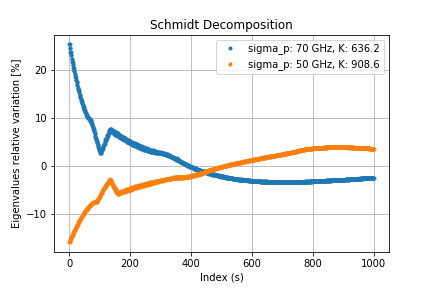 Schmidt Decomposition
sigma_p: 70 GHz, K: 636.2
sigma_p: 50 GHz, K: 908.6
Eigenvalues relative variation [%]
20
10
0
−10
0 200 400 600 800 1000
Index (s)